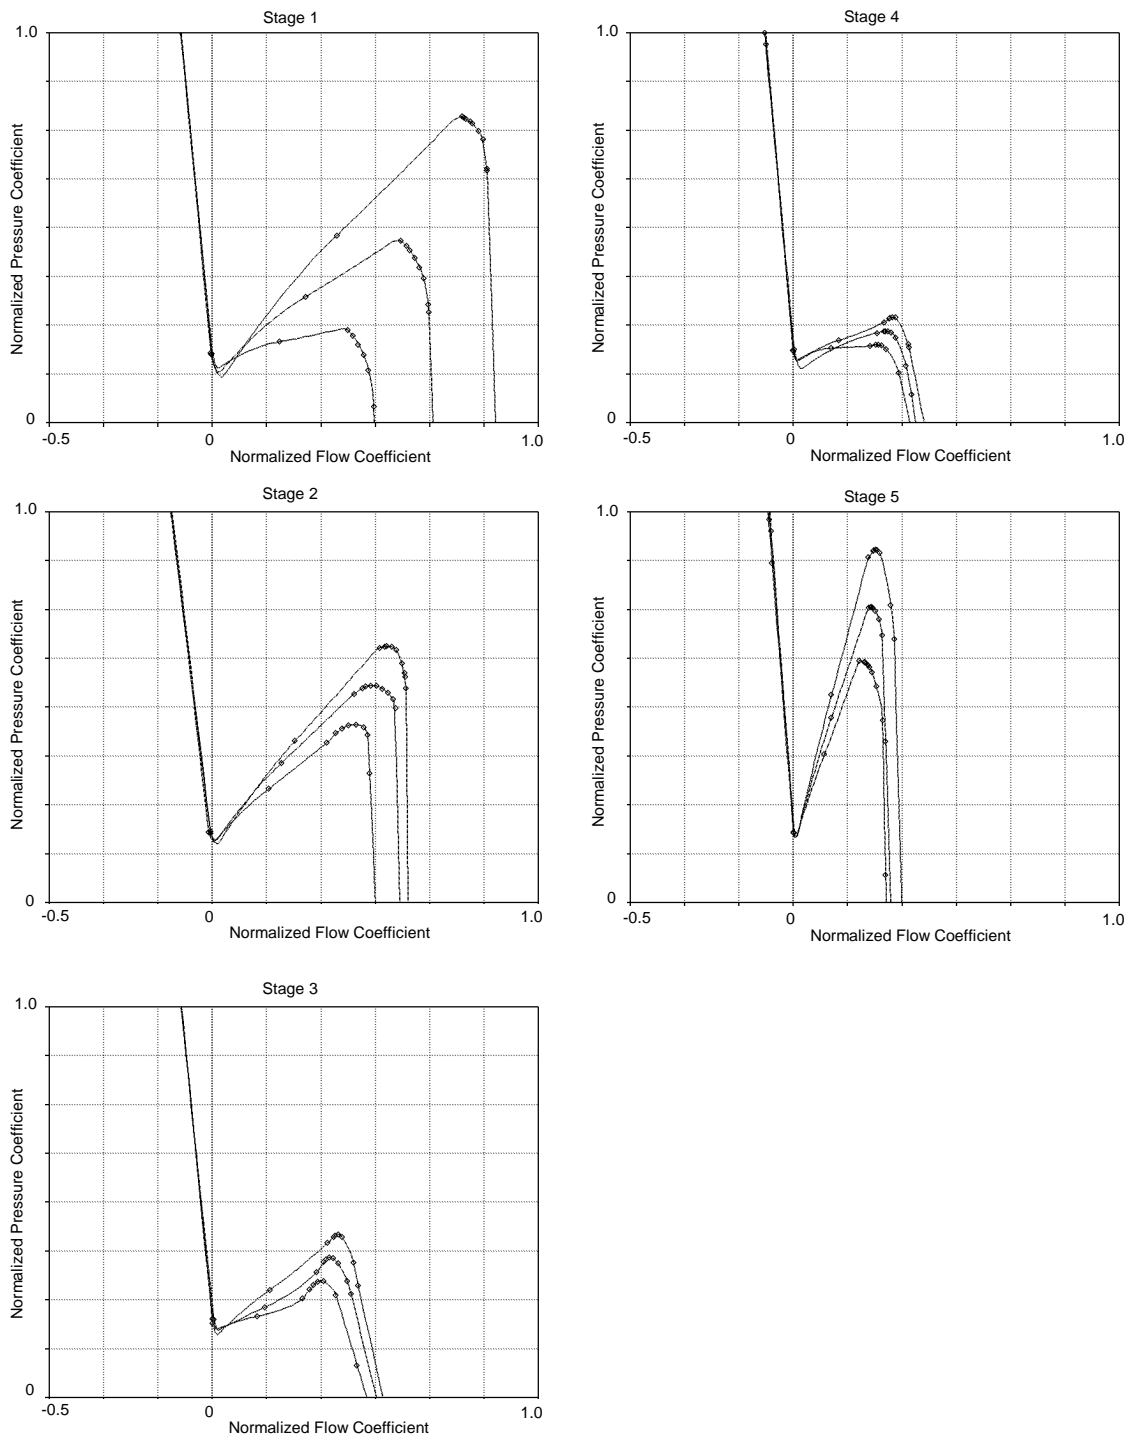 Stage 1
1.0
Normalized Pressure Coefficient
0
-0.5
0
1.0
Normalized Flow Coefficient
Stage 4
1.0
Normalized Pressure Coefficient
0
-0.5
0
1.0
Normalized Flow Coefficient
Stage 2
1.0
Normalized Pressure Coefficient
0
-0.5
0
1.0
Normalized Flow Coefficient
Stage 5
1.0
Normalized Pressure Coefficient
0
-0.5
0
1.0
Normalized Flow Coefficient
Stage 3
1.0
Normalized Pressure Coefficient
0
-0.5
0
1.0
Normalized Flow Coefficient